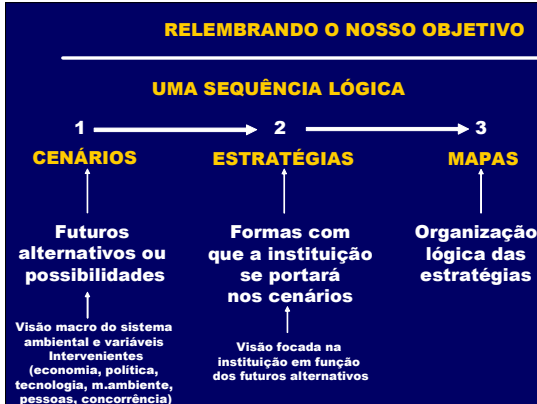 RELEMBRANDO O NOSSO OBJETIVO
UMA SEQUÊNCIA LÓGICA
1 2 3
CENÁRIOS ESTRATÉGIAS MAPAS
Futuros
alternativos ou
possibilidades
Formas com
que a instituição
se portará
nos cenários
Organização
lógica das
estratégias
Visão macro do sistema
ambiental e variáveis
Intervenientes
(economia, política,
tecnologia, m.ambiente,
pessoas, concorrência)
Visão focada na
instituição em função
dos futuros alternativos